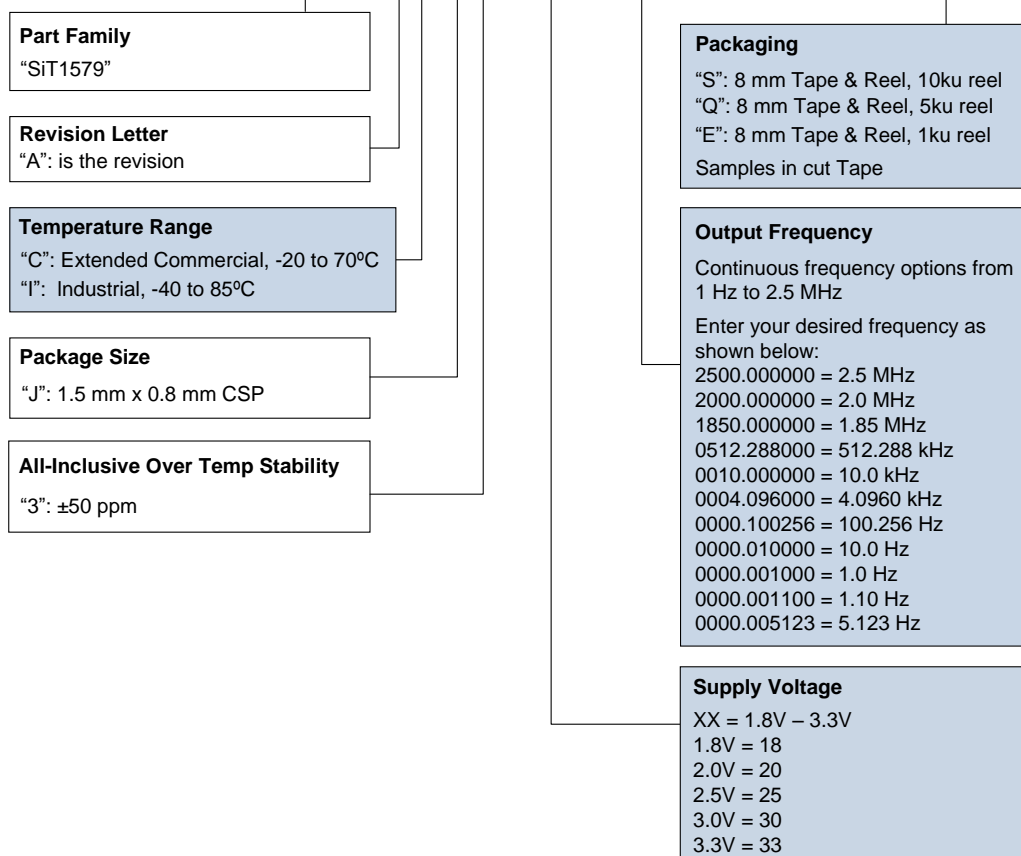 Part Family
“SiT1579”
Revision Letter
“A”: is the revision
Temperature Range
“C”: Extended Commercial, -20 to 70ºC
“I”:  Industrial, -40 to 85ºC
Package Size
“J”: 1.5 mm x 0.8 mm CSP
All-Inclusive Over Temp Stability
“3”: ±50 ppm
Packaging
“S”: 8 mm Tape & Reel, 10ku reel
“Q”: 8 mm Tape & Reel, 5ku reel
“E”: 8 mm Tape & Reel, 1ku reel
Samples in cut Tape
Output Frequency
Continuous frequency options from
1 Hz to 2.5 MHz
Enter your desired frequency as
shown below:
2500.000000 = 2.5 MHz
2000.000000 = 2.0 MHz
1850.000000 = 1.85 MHz
0512.288000 = 512.288 kHz
0010.000000 = 10.0 kHz
0004.096000 = 4.0960 kHz
0000.100256 = 100.256 Hz
0000.010000 = 10.0 Hz
0000.001000 = 1.0 Hz
0000.001100 = 1.10 Hz
0000.005123 = 5.123 Hz
Supply Voltage
XX = 1.8V – 3.3V
1.8V = 18
2.0V = 20
2.5V = 25
3.0V = 30
3.3V = 33